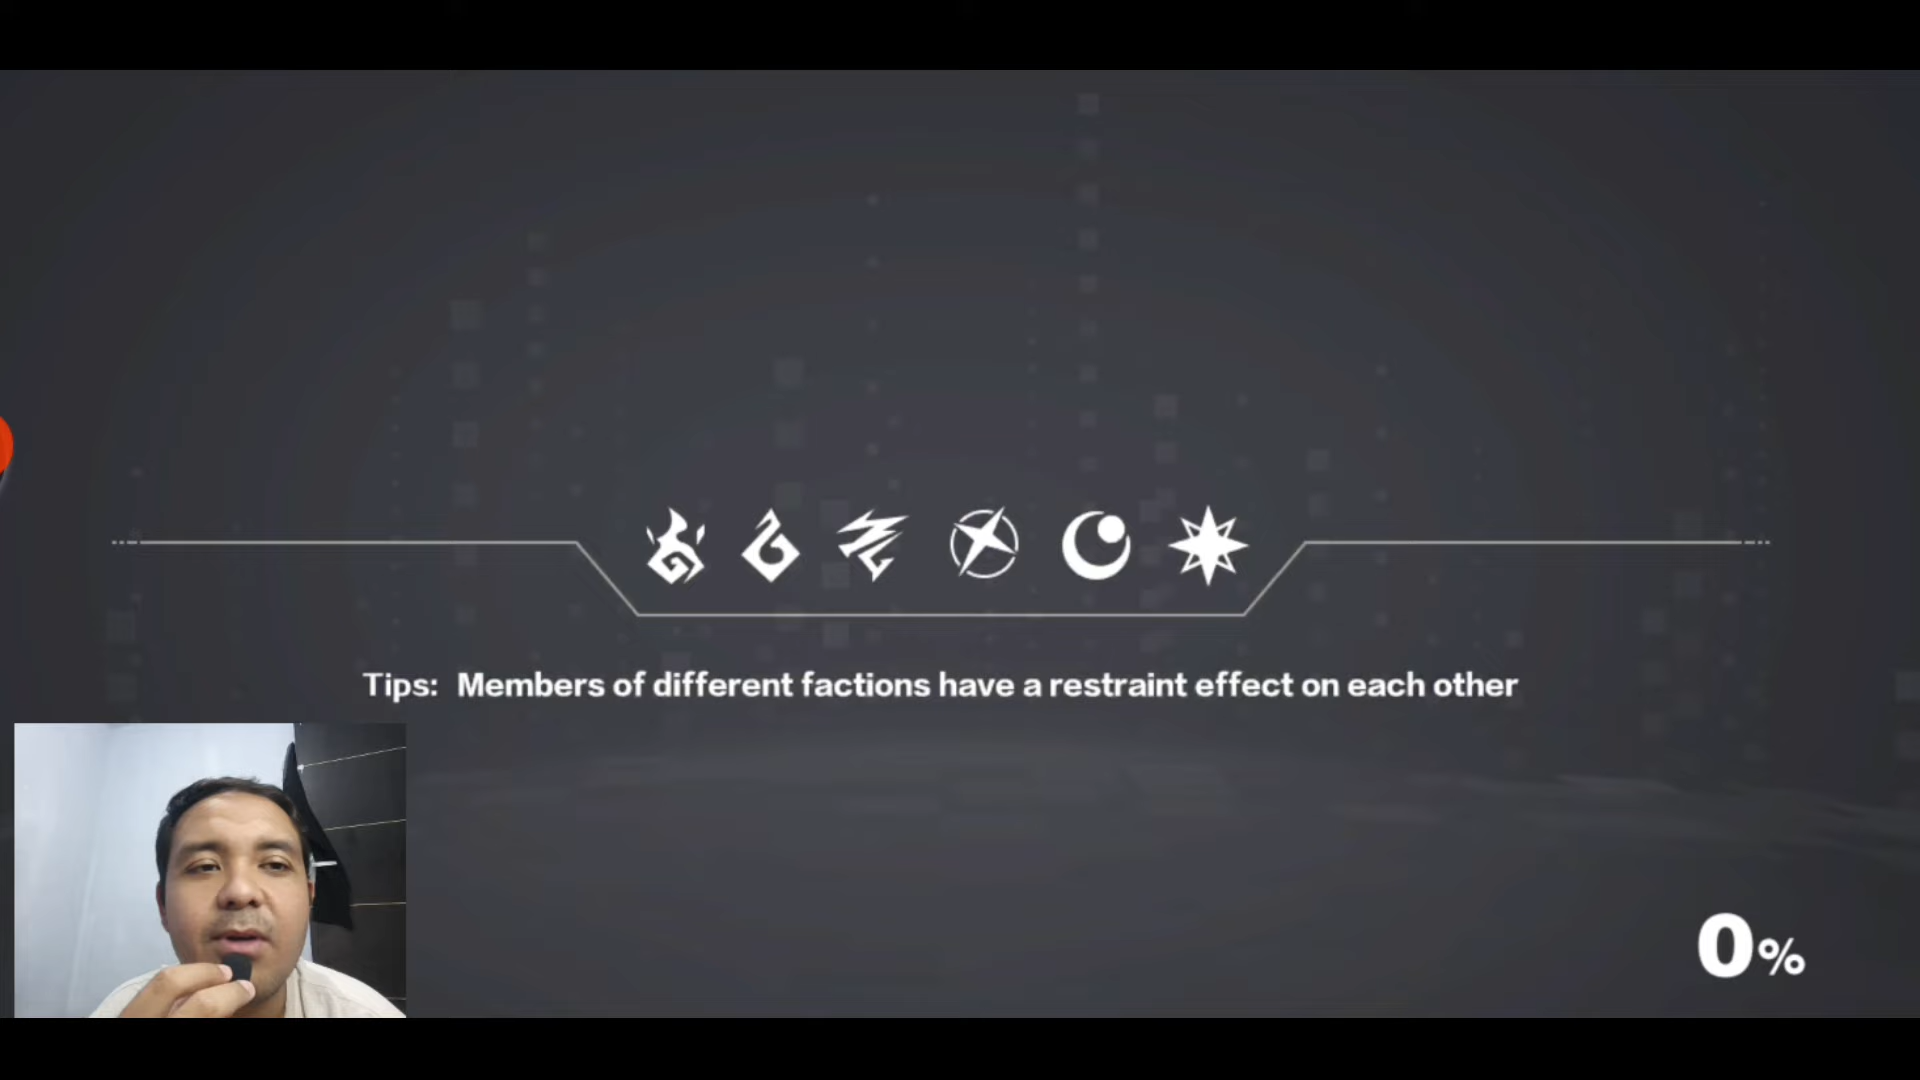 Tips: Members of different factions have a restraint effect on each other
0%